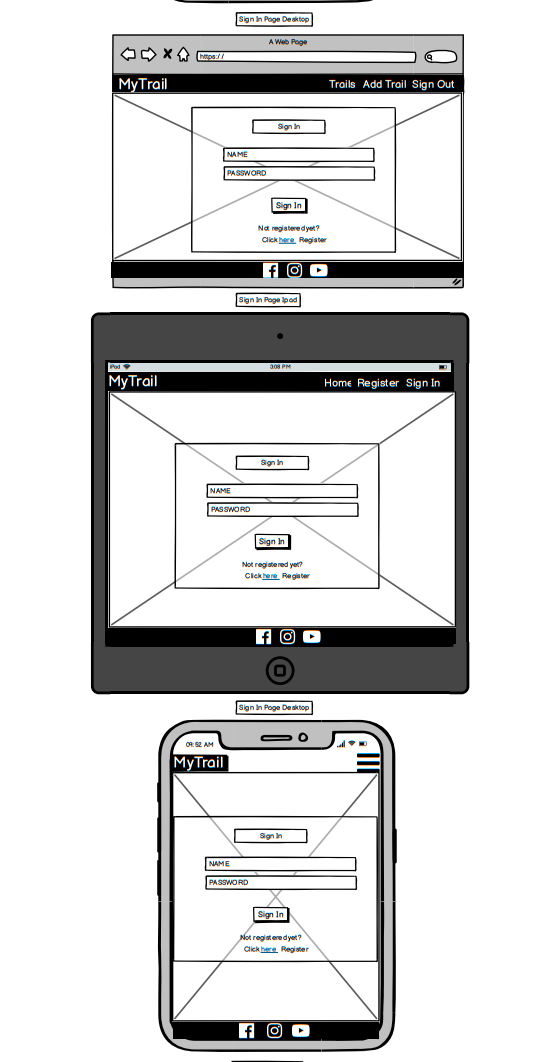 Sign In Page Desktop
A Web Page
https://
MyTrail Trails Add Trail Sign Out
Sign In
NAME
PASSWORD
Sign In
Not registered yet?
Click here Register
Sign In Page Ipad
iPad 3:08 PM
MyTrail Home Register Sign In
Sign In
NAME
PASSWORD
Sign In
Not registered yet?
Click here Register
Sign In Page Desktop
09:52 AM
MyTrail
Sign In
NAME
PASSWORD
Sign In
Not registered yet?
Click here Register